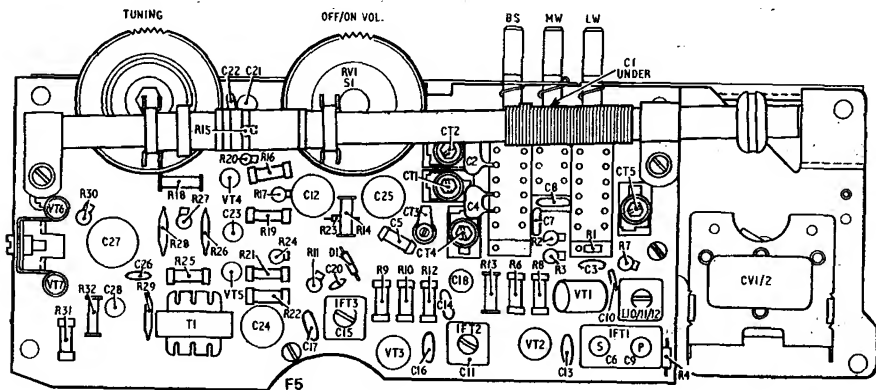 TUNING OFF/ON VOL. BS MW LW
C22 C21
RV1 S1
C1 UNDER
R15
CT2
R20 R16 C2
CT1 CT5
R18 R17 C12 C25 C8
R30 R27 VT4 C4
VT6 CT3
C23 R19 R23 R14 C5 C7 R1
R28 R26 CT4 R2
C27 R24 D1 R7
R11 R3 C3
VT7 C26 R25 R21 C20 R9 R10 R12 C18 R13 R6 R8 CV1/2
VT5 VT1
R32 C28 R29 R22 IFT3 C14 C10 L10/11/12
R31 T1 C24 C15 IFT2 IFT1
C17 S P
VT3 VT2 C6 C9
C16 C11 C13 R4
F5